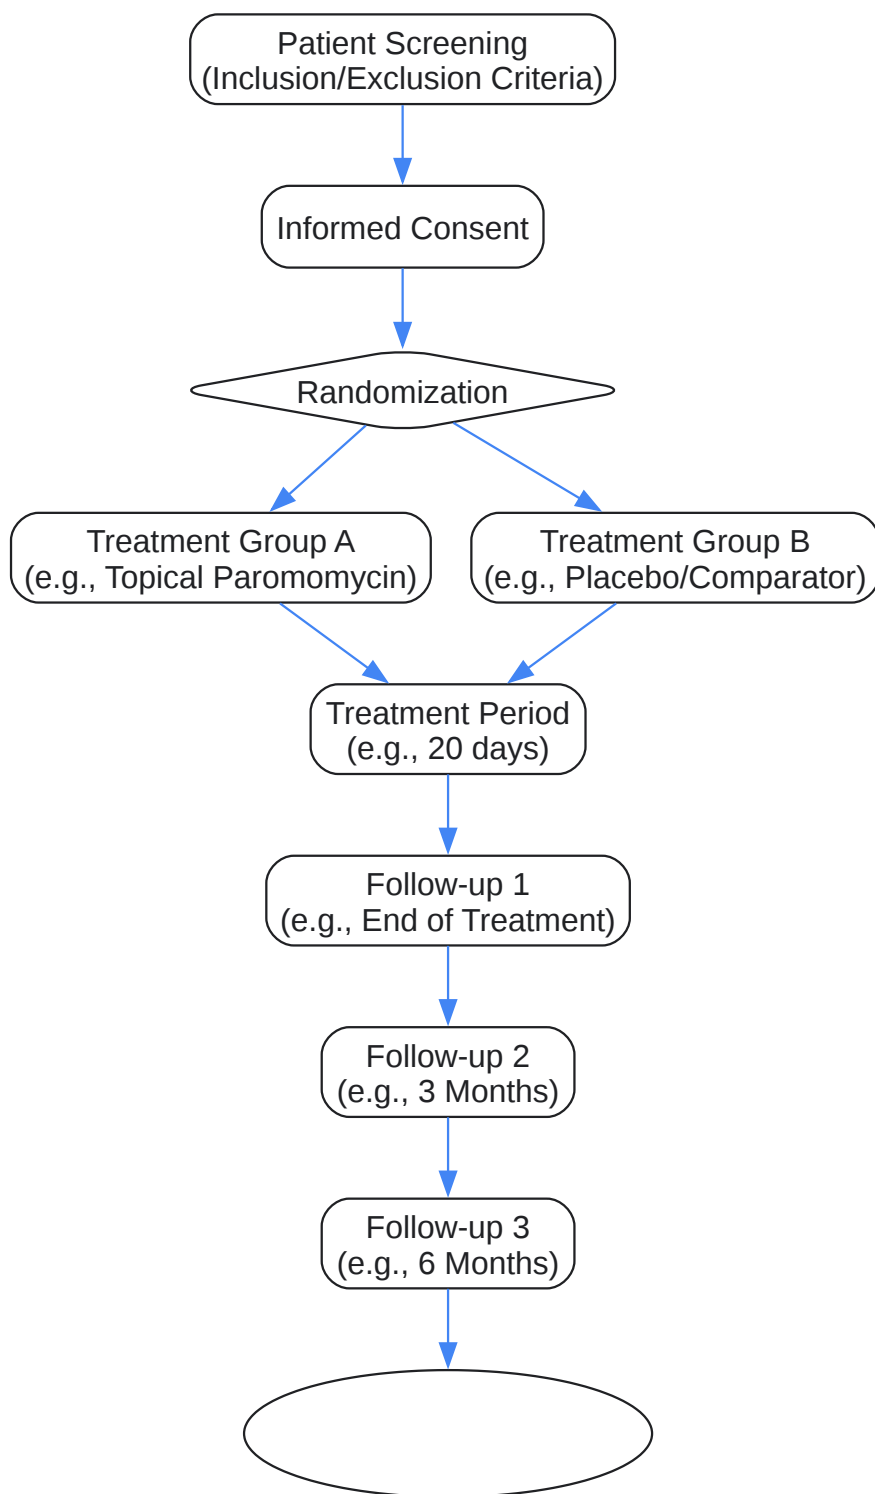 Patient Screening
(Inclusion/Exclusion Criteria)
Informed Consent
Randomization
Treatment Group A
(e.g., Topical Paromomycin)
Treatment Group B
(e.g., Placebo/Comparator)
Treatment Period
(e.g., 20 days)
Follow-up 1
(e.g., End of Treatment)
Follow-up 2
(e.g., 3 Months)
Follow-up 3
(e.g., 6 Months)